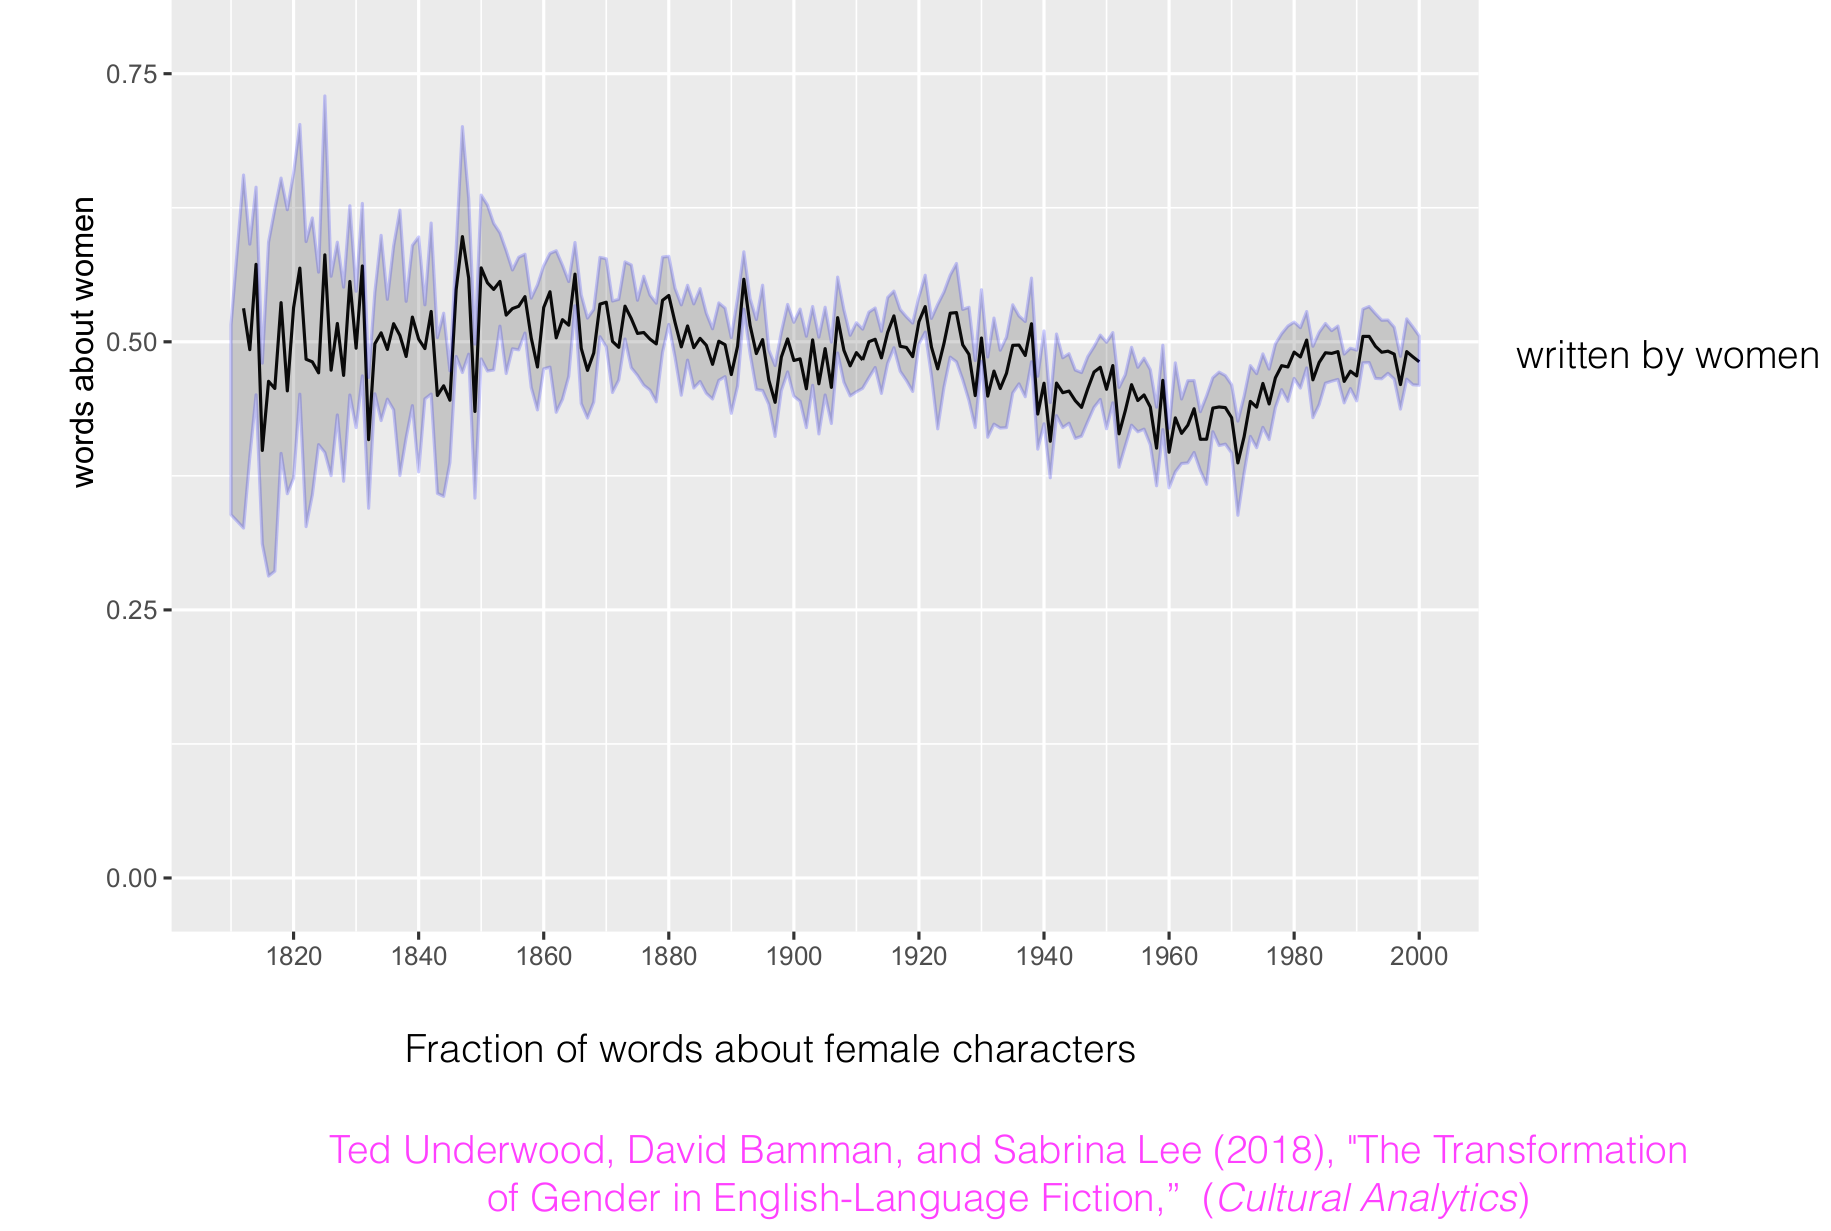 0.75
0.50
0.25
0.00
words about women
written by women
1820 1840 1860 1880 1900 1920 1940 1960 1980 2000
Fraction of words about female characters
Ted Underwood, David Bamman, and Sabrina Lee (2018), "The Transformation
of Gender in English-Language Fiction,” (Cultural Analytics)